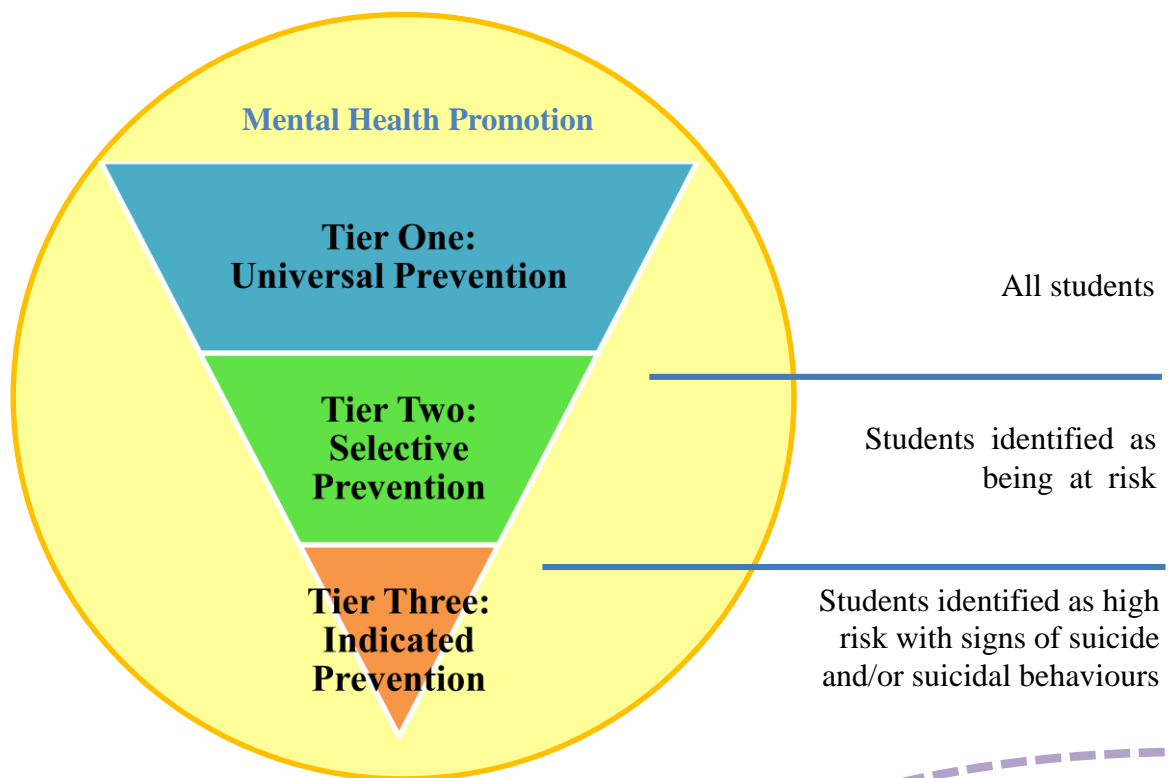 Mental Health Promotion
Tier One:
Universal Prevention
All students
Tier Two:
Selective
Prevention
Students identified as
being at risk
Tier Three:
Indicated
Prevention
Students identified as high
risk with signs of suicide
and/or suicidal behaviours